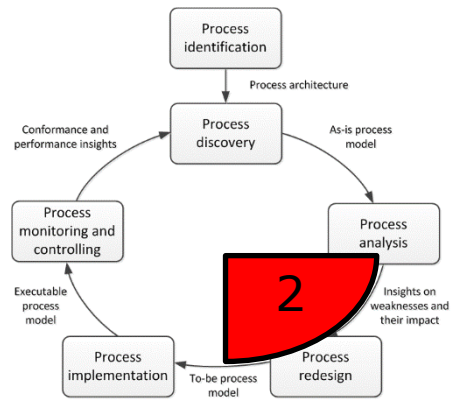 Process
identification
Process architecture
Process
discovery
Conformance and
performance insights
As-is process
model
Process
monitoring and
controlling
Process
analysis
2
Executable
process
model
Insights on
weaknesses and
their impact
Process
implementation
To-be process
model
Process
redesign